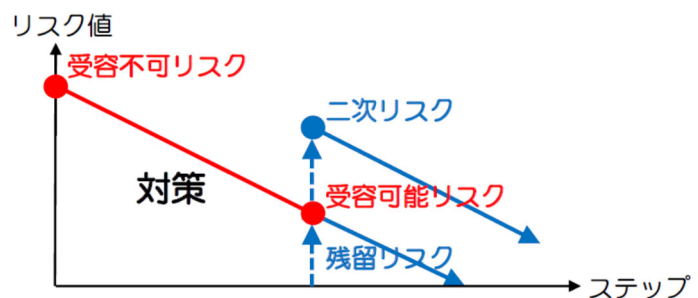 リスク値
受容不可リスク
二次リスク
対策
受容可能リスク
残留リスク
ステップ